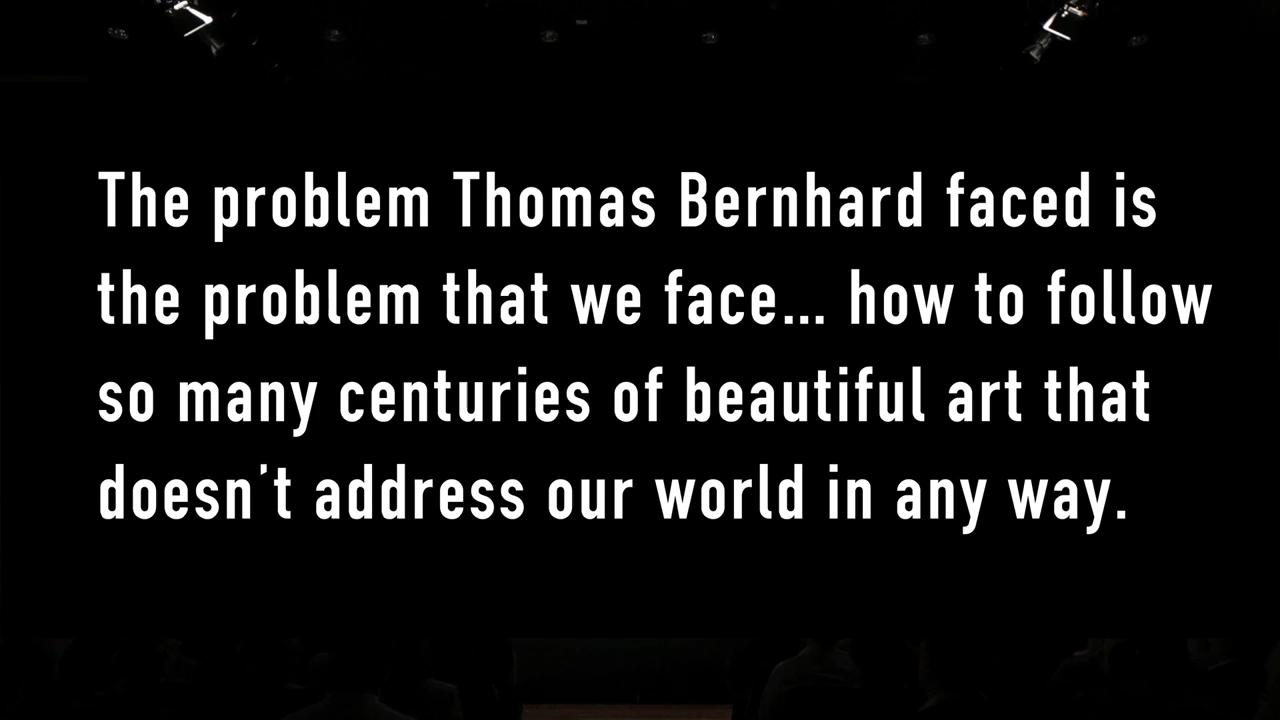 The problem Thomas Bernhard faced is
the problem that we face... how to follow
so many centuries of beautiful art that
doesn't address our world in any way.